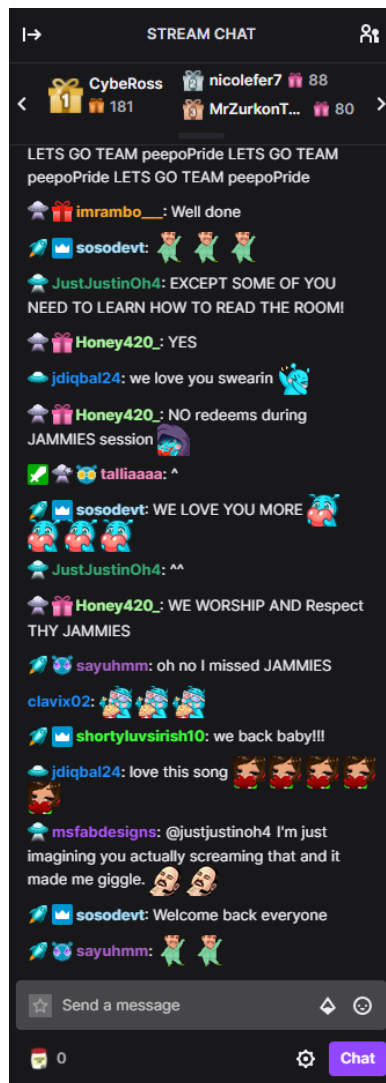 STREAM CHAT
1 CybeRoss 181
2 nicolefer7 88
3 MrZurkonT... 80
LETS GO TEAM peepoPride LETS GO TEAM
peepoPride LETS GO TEAM peepoPride
imrambo___: Well done
sosodevt:
JustJustinOh4: EXCEPT SOME OF YOU
NEED TO LEARN HOW TO READ THE ROOM!
Honey420_: YES
jdiqbal24: we love you swearin
Honey420_: NO redeems during
JAMMIES session
talliaaaa: ^
sosodevt: WE LOVE YOU MORE
JustJustinOh4: ^^
Honey420_: WE WORSHIP AND Respect
THY JAMMIES
sayuhmm: oh no I missed JAMMIES
clavix02:
shortyluvsirish10: we back baby!!!
jdiqbal24: love this song
msfabdesigns: @justjustinoh4 I'm just
imagining you actually screaming that and it
made me giggle.
sosodevt: Welcome back everyone
sayuhmm:
Send a message
0
Chat